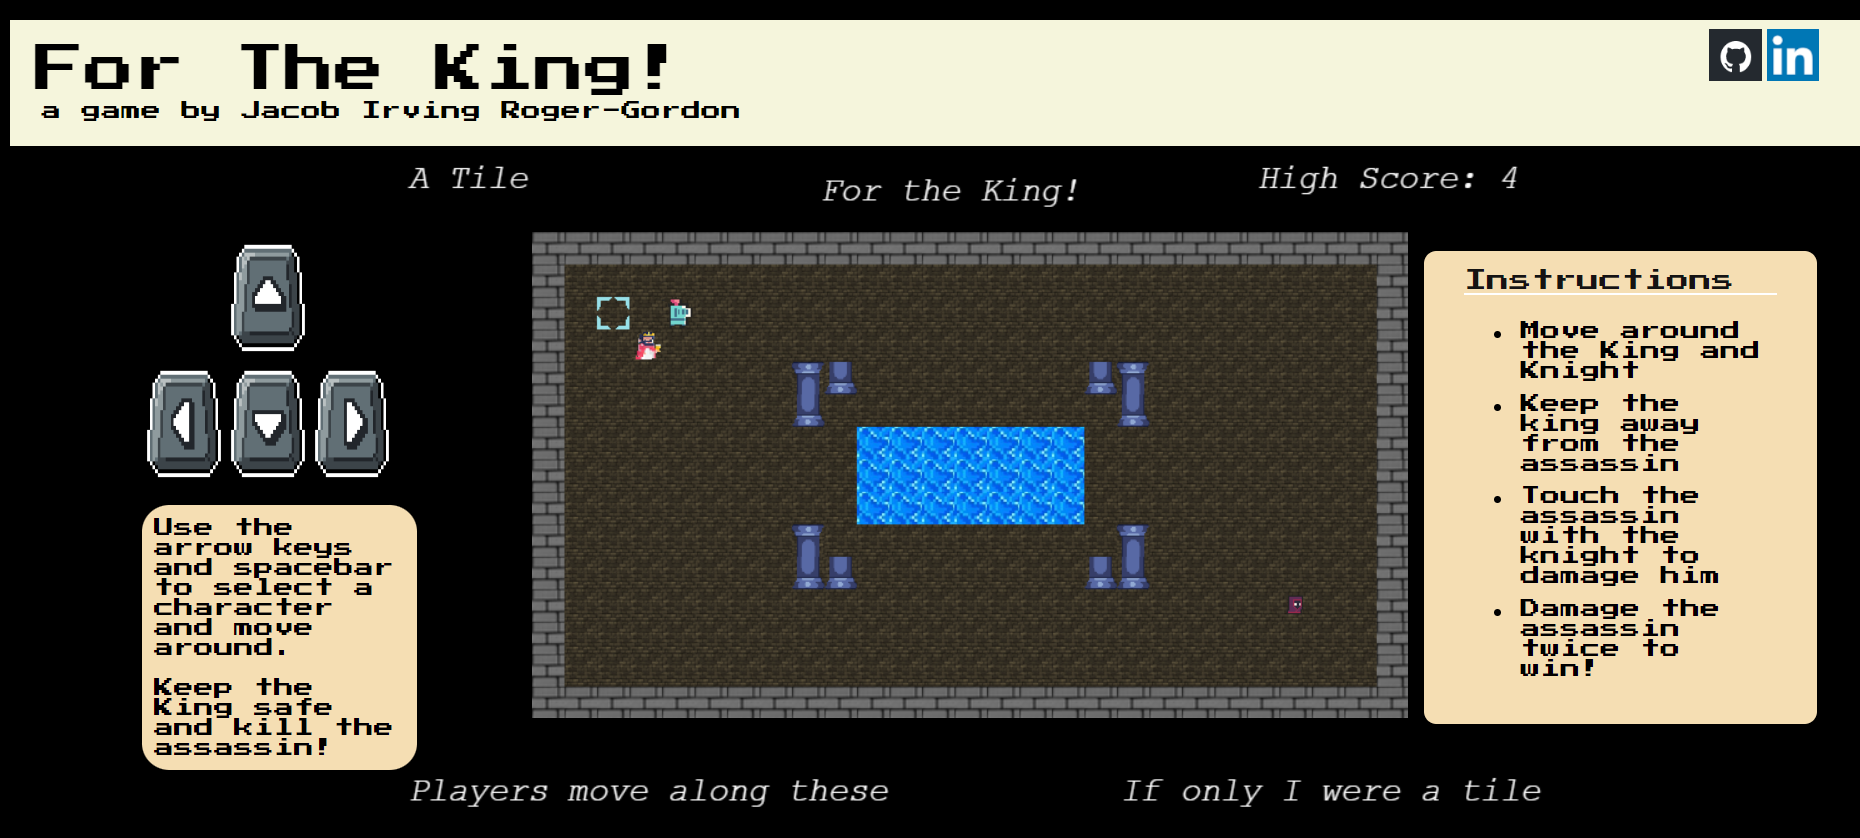 For The King!
a game by Jacob Irving Roger-Gordon
in
A Tile
For the King!
High Score: 4
Use the
arrow keys
and spacebar
to select a
character
and move
around.
Keep the
King safe
and kill the
assassin!
Instructions
Move around
the King and
Knight
Keep the
king away
from the
assassin
Touch the
assassin
with the
knight to
damage him
Damage the
assassin
twice to
win!
Players move along these
If only I were a tile